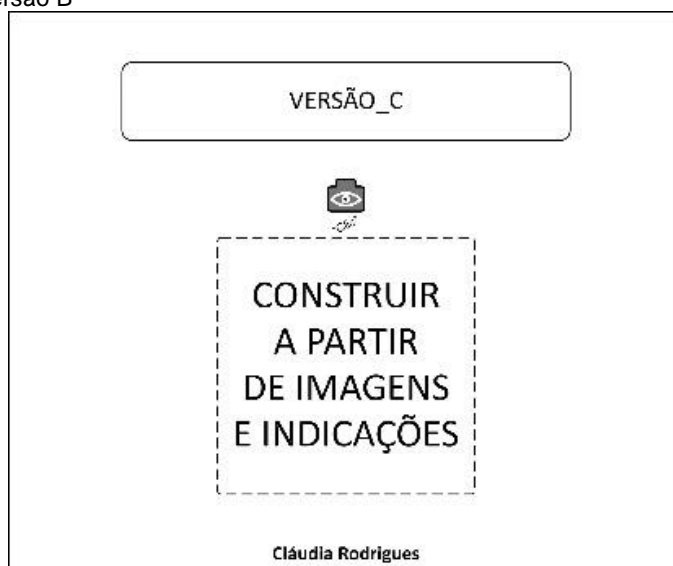 VERSÃO_C
CONSTRUIR
A PARTIR
DE IMAGENS
E INDICAÇÕES
Cláudia Rodrigues